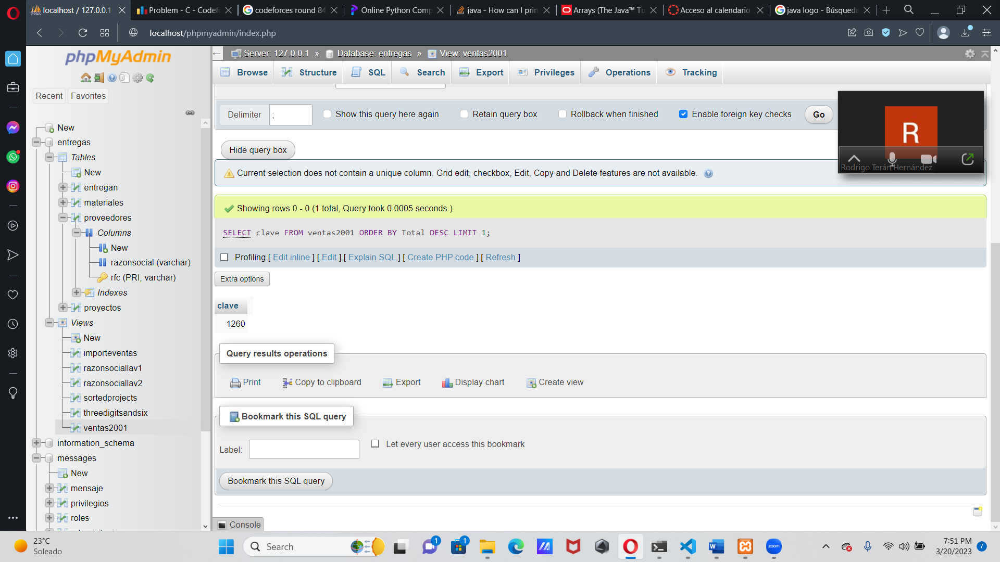 localhost / 127.0.0.1
Problem - C - Codef
codeforces round 84
Online Python Comp
java - How can I prin
Arrays (The Java™ Tu
Acceso al calendario
java logo - Búsqueda
localhost/phpmyadmin/index.php
phpMyAdmin
Recent
Favorites
New
entregas
Tables
New
entregan
materiales
proveedores
Columns
New
razonsocial (varchar)
rfc (PRI, varchar)
Indexes
proyectos
Views
New
importeventas
razonsociallav1
razonsociallav2
sortedprojects
threedigitsandsix
ventas2001
information_schema
messages
New
mensaje
privilegios
roles
Server: 127.0.0.1 » Database: entregas » View: ventas2001
Browse
Structure
SQL
Search
Export
Privileges
Operations
Tracking
Delimiter
;
Show this query here again
Retain query box
Rollback when finished
Enable foreign key checks
Go
R
Rodrigo Terán Hernández
Hide query box
Current selection does not contain a unique column. Grid edit, checkbox, Edit, Copy and Delete features are not available.
Showing rows 0 - 0 (1 total, Query took 0.0005 seconds.)
SELECT clave FROM ventas2001 ORDER BY Total DESC LIMIT 1;
Profiling [ Edit inline ] [ Edit ] [ Explain SQL ] [ Create PHP code ] [ Refresh ]
Extra options
clave
1260
Query results operations
Print
Copy to clipboard
Export
Display chart
Create view
Bookmark this SQL query
Label:
Let every user access this bookmark
Bookmark this SQL query
Console
23°C
Soleado
Search
1
1
zoom
7:51 PM
3/20/2023
7